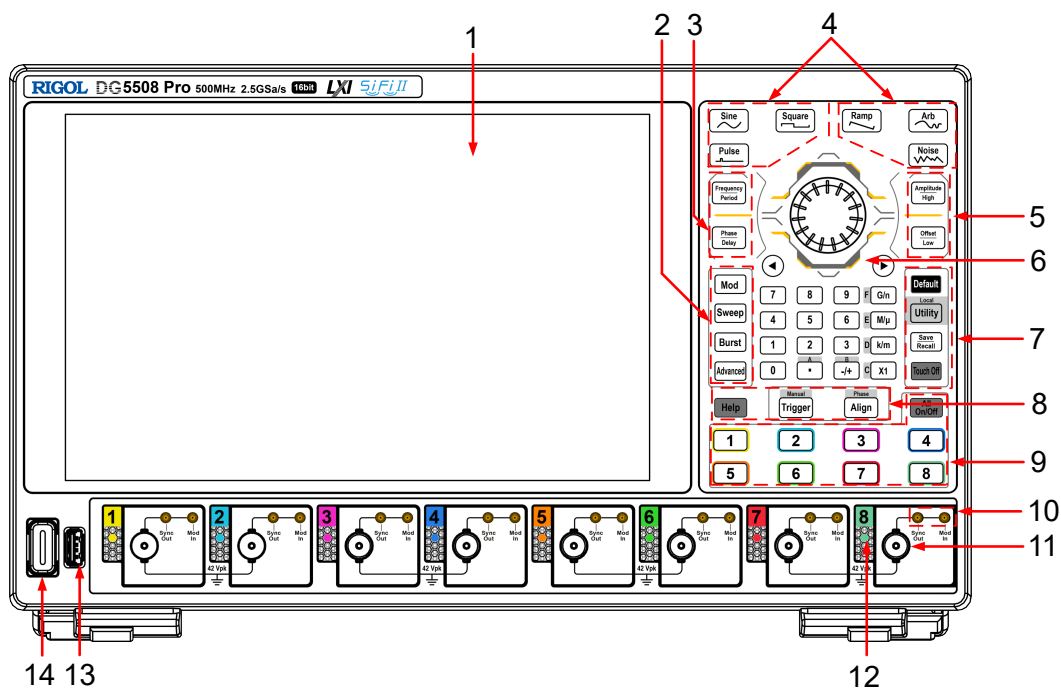 1
2
3
4
RIGOL DG5508 Pro 500MHz 2.5GSa/s 16bit LXI SiFi II
Sine
Square
Ramp
Arb
Pulse
Noise
Frequency
Period
Amplitude
High
5
Phase
Delay
Offset
Low
6
Mod
7 8 9 F G/n
Default
Sweep
4 5 6 E M/μ
Local
Utility
Burst
1 2 3 D k/m
Save
Recall
7
Advanced
A B
0 • -/+ C X1
Touch Off
Help
Manual
Trigger
Phase
Align
8
All
On/Off
1 2 3 4
5 6 7 8
9
1
Sync
Out
Mod
In
2
42 Vpk
Sync
Out
Mod
In
3
Sync
Out
Mod
In
4
42 Vpk
Sync
Out
Mod
In
5
Sync
Out
Mod
In
6
42 Vpk
Sync
Out
Mod
In
7
Sync
Out
Mod
In
8
42 Vpk
Sync
Out
Mod
In
10
11
14 13
12